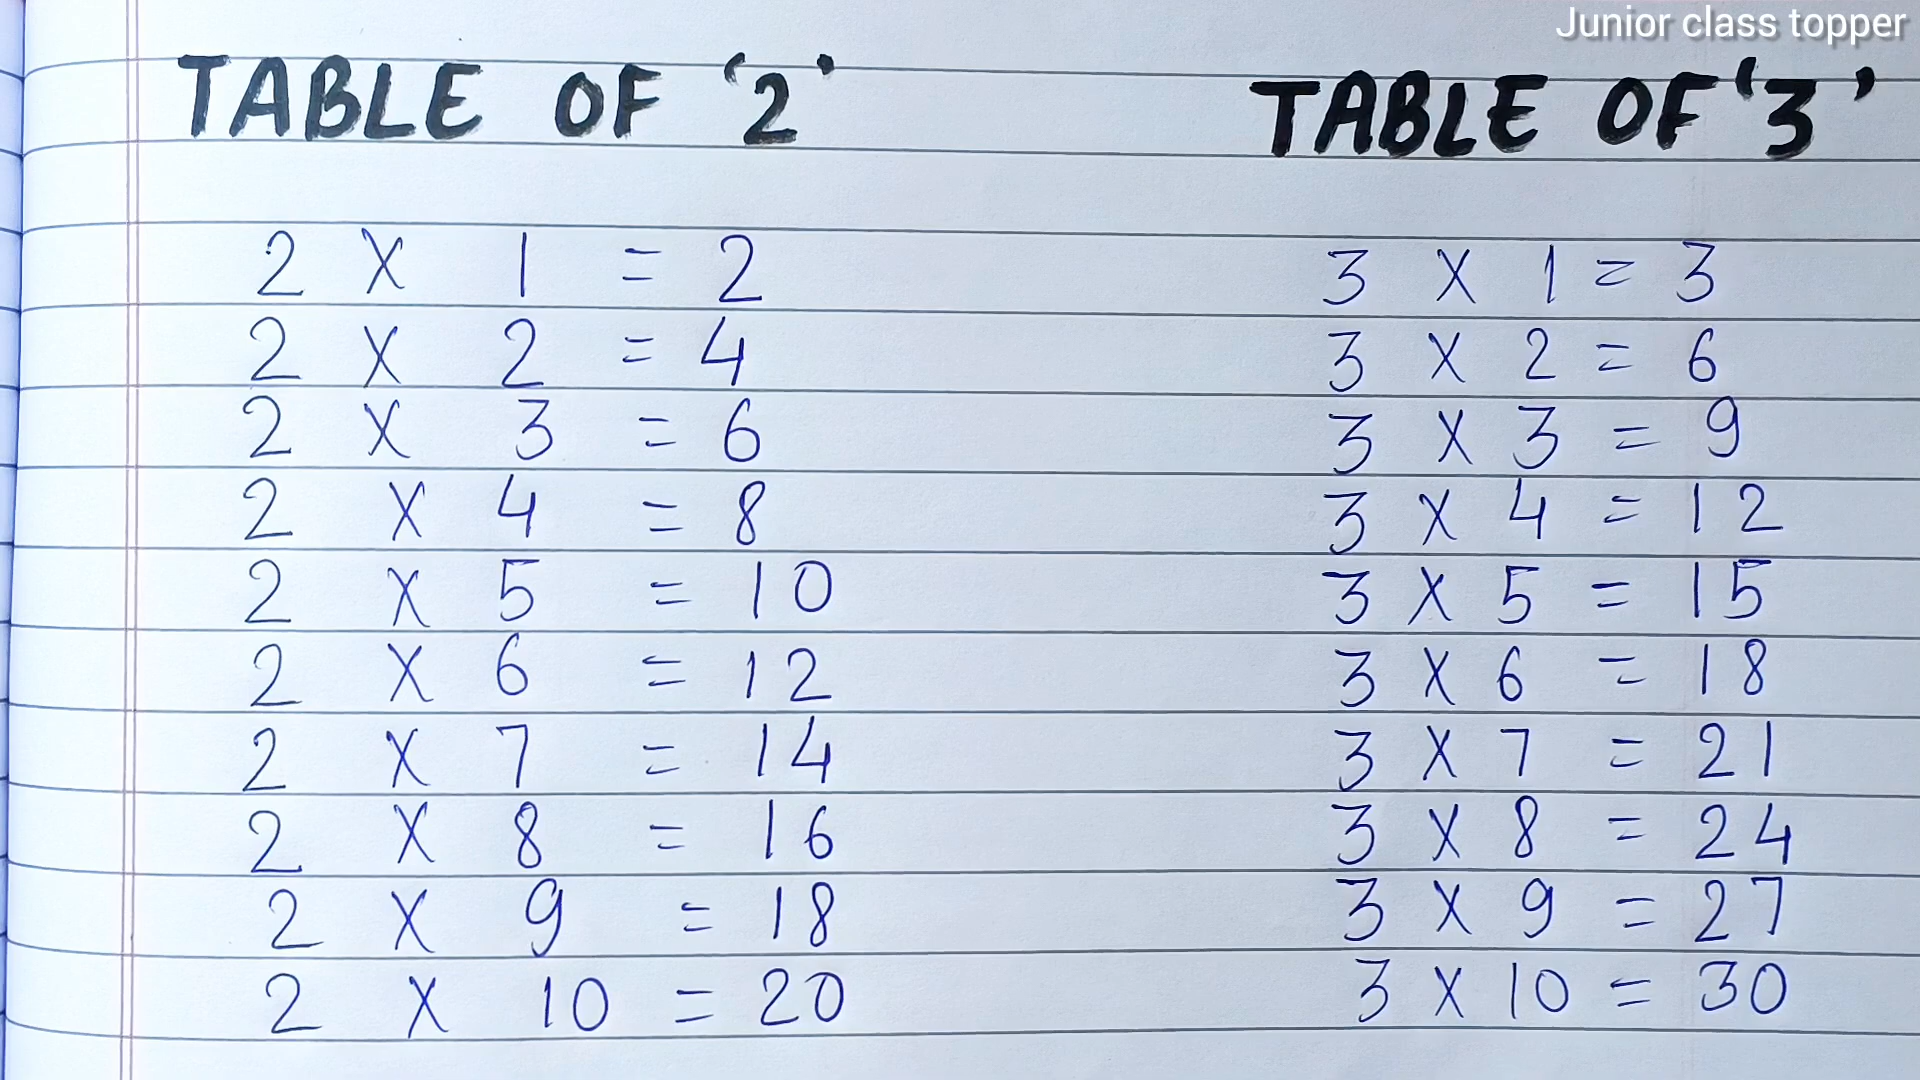 Junior class topper
TABLE OF '2'
2 X 1 = 2
2 X 2 = 4
2 X 3 = 6
2 X 4 = 8
2 X 5 = 10
2 X 6 = 12
2 X 7 = 14
2 X 8 = 16
2 X 9 = 18
2 X 10 = 20
TABLE OF '3'
3 X 1 = 3
3 X 2 = 6
3 X 3 = 9
3 X 4 = 12
3 X 5 = 15
3 X 6 = 18
3 X 7 = 21
3 X 8 = 24
3 X 9 = 27
3 X 10 = 30